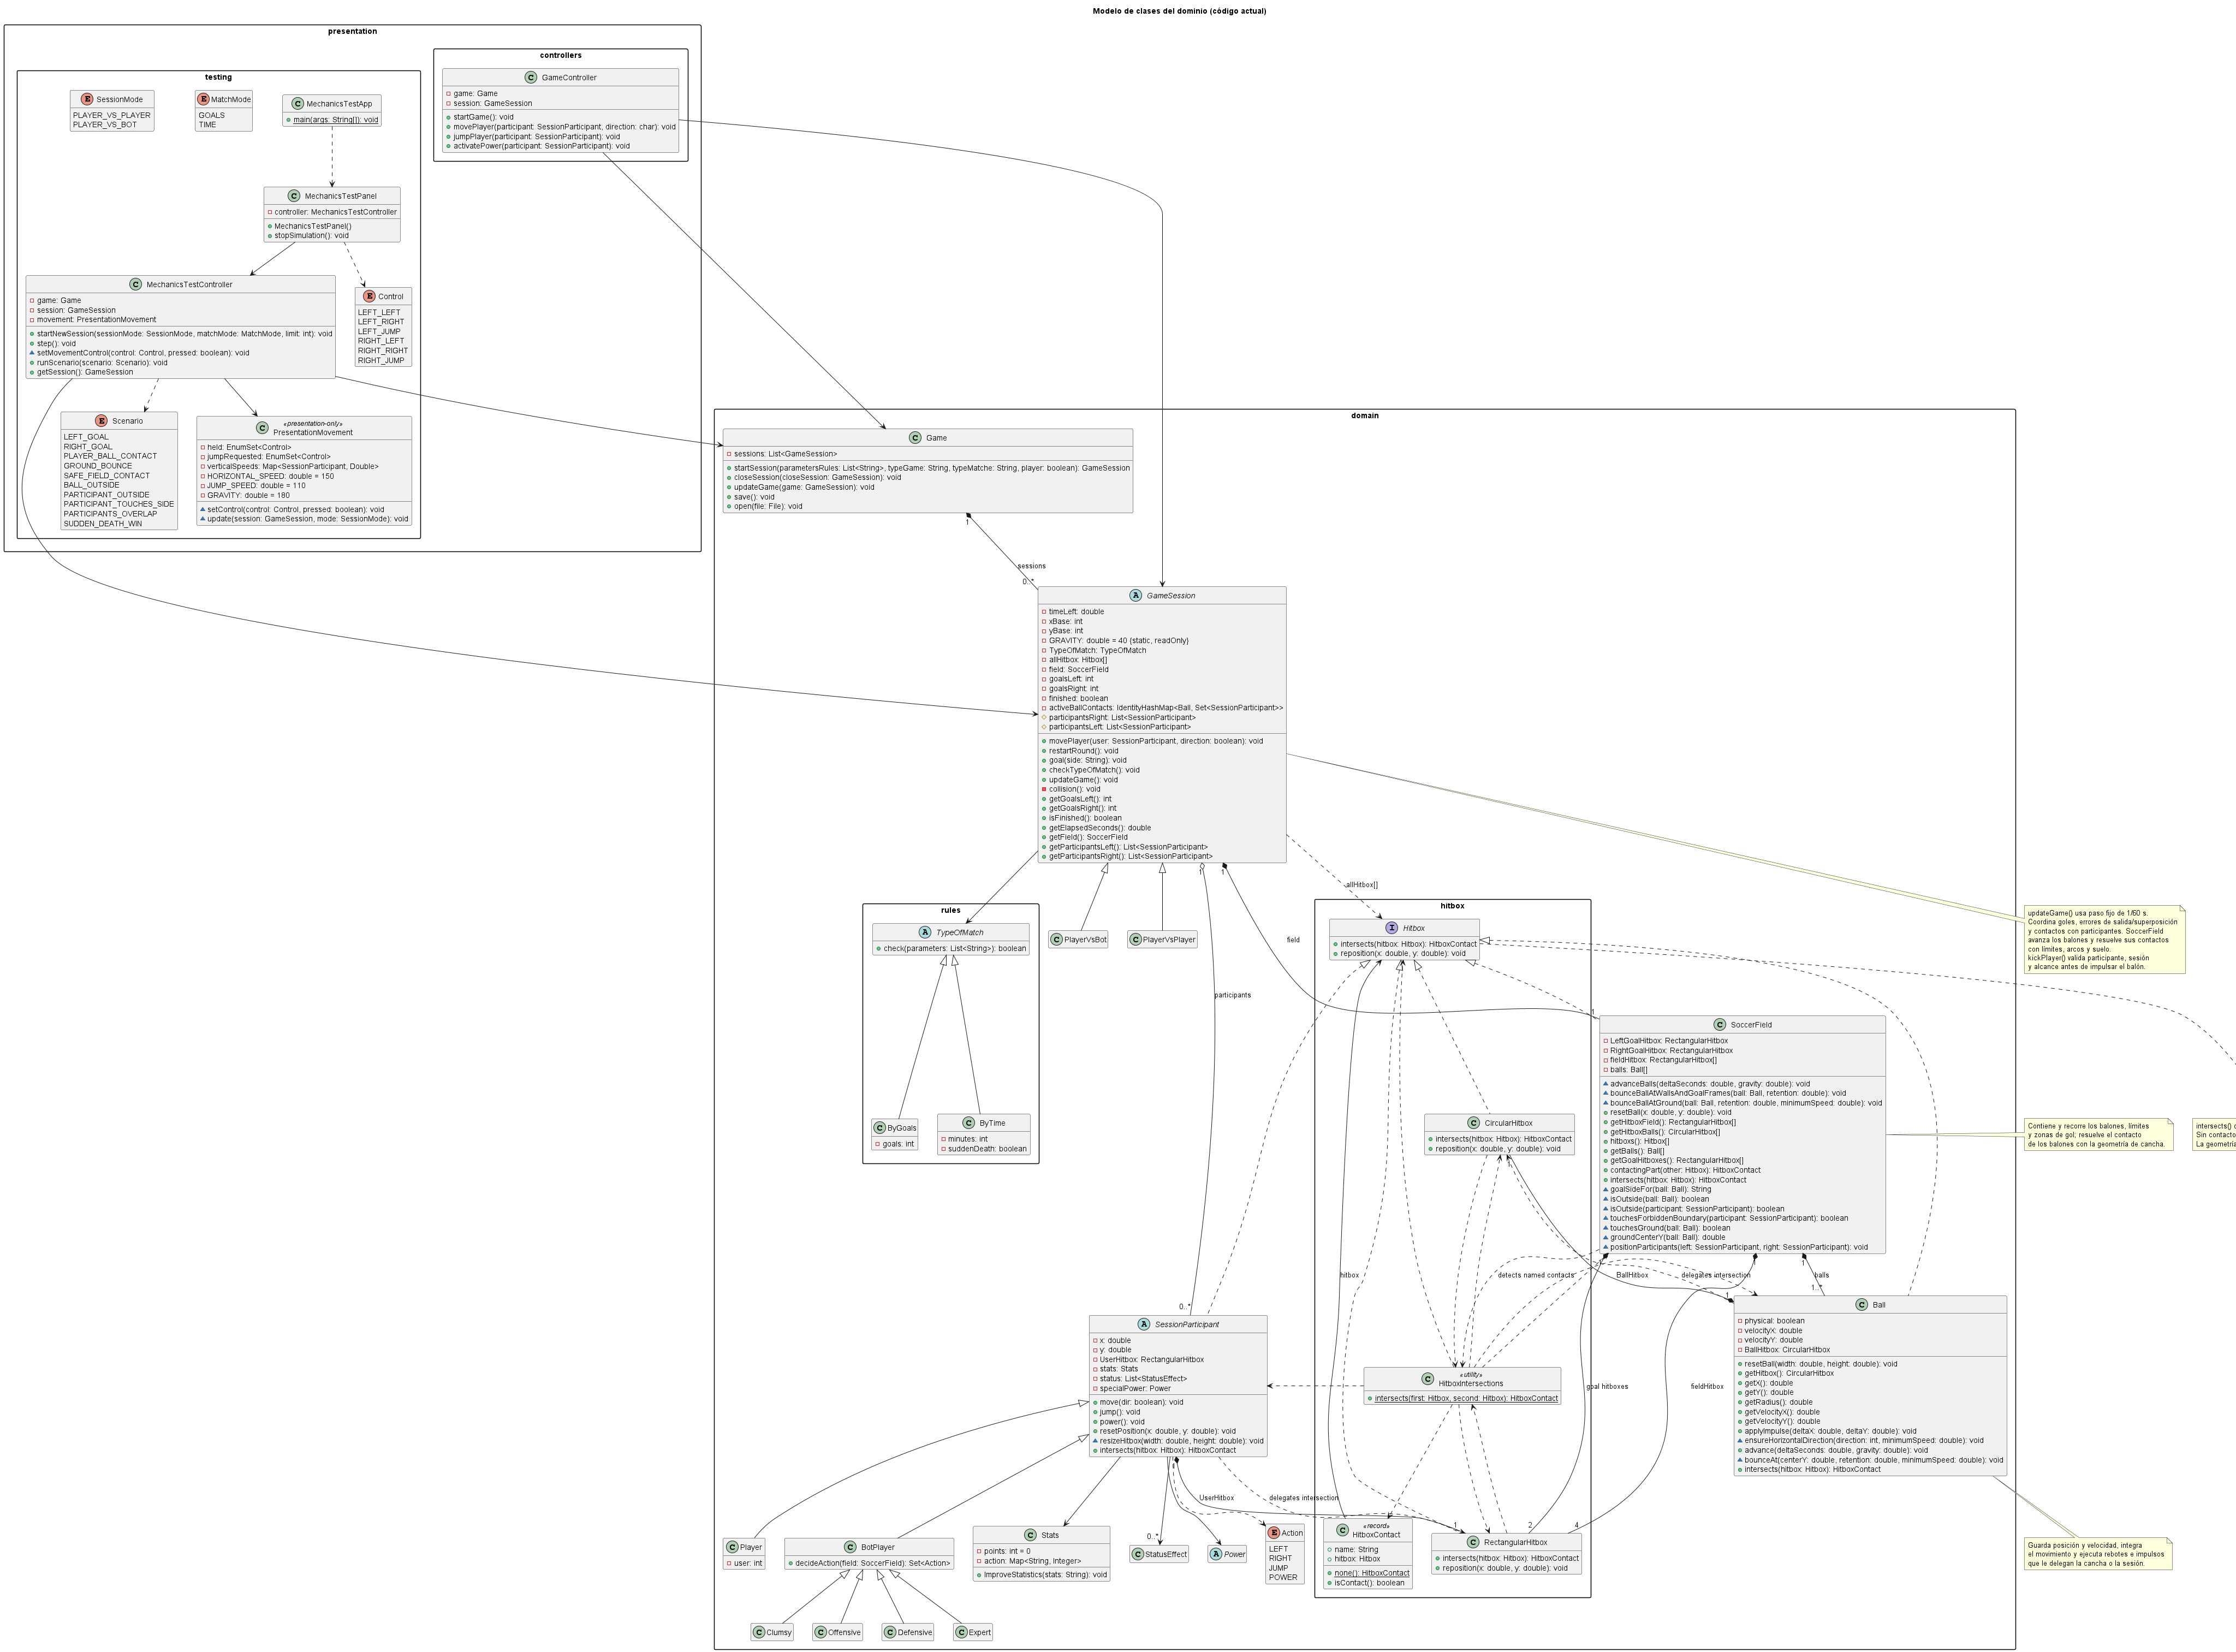 Modelo de clases del dominio (código actual)
presentation
controllers
GameController
game: Game
session: GameSession
startGame(): void
movePlayer(participant: SessionParticipant, direction: char): void
jumpPlayer(participant: SessionParticipant): void
activatePower(participant: SessionParticipant): void
testing
SessionMode
PLAYER_VS_PLAYER
PLAYER_VS_BOT
MatchMode
GOALS
TIME
MechanicsTestApp
main(args: String[]): void
MechanicsTestPanel
controller: MechanicsTestController
MechanicsTestPanel()
stopSimulation(): void
MechanicsTestController
game: Game
session: GameSession
movement: PresentationMovement
startNewSession(sessionMode: SessionMode, matchMode: MatchMode, limit: int): void
step(): void
setMovementControl(control: Control, pressed: boolean): void
runScenario(scenario: Scenario): void
getSession(): GameSession
Control
LEFT_LEFT
LEFT_RIGHT
LEFT_JUMP
RIGHT_LEFT
RIGHT_RIGHT
RIGHT_JUMP
Scenario
LEFT_GOAL
RIGHT_GOAL
PLAYER_BALL_CONTACT
GROUND_BOUNCE
SAFE_FIELD_CONTACT
BALL_OUTSIDE
PARTICIPANT_OUTSIDE
PARTICIPANT_TOUCHES_SIDE
PARTICIPANTS_OVERLAP
SUDDEN_DEATH_WIN
«presentation-only»
PresentationMovement
held: EnumSet<Control>
jumpRequested: EnumSet<Control>
verticalSpeeds: Map<SessionParticipant, Double>
HORIZONTAL_SPEED: double = 150
JUMP_SPEED: double = 110
GRAVITY: double = 180
setControl(control: Control, pressed: boolean): void
update(session: GameSession, mode: SessionMode): void
domain
Game
sessions: List<GameSession>
startSession(parametersRules: List<String>, typeGame: String, typeMatche: String, player: boolean): GameSession
closeSession(closeSession: GameSession): void
updateGame(game: GameSession): void
save(): void
open(file: File): void
1
sessions
0..*
GameSession
timeLeft: double
xBase: int
yBase: int
GRAVITY: double = 40 {static, readOnly}
TypeOfMatch: TypeOfMatch
allHitbox: Hitbox[]
field: SoccerField
goalsLeft: int
goalsRight: int
finished: boolean
activeBallContacts: IdentityHashMap<Ball, Set<SessionParticipant>>
participantsRight: List<SessionParticipant>
participantsLeft: List<SessionParticipant>
movePlayer(user: SessionParticipant, direction: boolean): void
restartRound(): void
goal(side: String): void
checkTypeOfMatch(): void
updateGame(): void
collision(): void
getGoalsLeft(): int
getGoalsRight(): int
isFinished(): boolean
getElapsedSeconds(): double
getField(): SoccerField
getParticipantsLeft(): List<SessionParticipant>
getParticipantsRight(): List<SessionParticipant>
1
1
allHitbox[]
field
participants
rules
TypeOfMatch
check(parameters: List<String>): boolean
ByGoals
goals: int
ByTime
minutes: int
suddenDeath: boolean
PlayerVsBot
PlayerVsPlayer
hitbox
Hitbox
intersects(hitbox: Hitbox): HitboxContact
reposition(x: double, y: double): void
updateGame() usa paso fijo de 1/60 s.
Coordina goles, errores de salida/superposición
y contactos con participantes. SoccerField
avanza los balones y resuelve sus contactos
con límites, arcos y suelo.
kickPlayer() valida participante, sesión
y alcance antes de impulsar el balón.
1
SoccerField
LeftGoalHitbox: RectangularHitbox
RightGoalHitbox: RectangularHitbox
fieldHitbox: RectangularHitbox[]
balls: Ball[]
advanceBalls(deltaSeconds: double, gravity: double): void
bounceBallAtWallsAndGoalFrames(ball: Ball, retention: double): void
bounceBallAtGround(ball: Ball, retention: double, minimumSpeed: double): void
resetBall(x: double, y: double): void
getHitboxField(): RectangularHitbox[]
getHitboxBalls(): CircularHitbox[]
hitboxs(): Hitbox[]
getBalls(): Ball[]
getGoalHitboxes(): RectangularHitbox[]
contactingPart(other: Hitbox): HitboxContact
intersects(hitbox: Hitbox): HitboxContact
goalSideFor(ball: Ball): String
isOutside(ball: Ball): boolean
isOutside(participant: SessionParticipant): boolean
touchesForbiddenBoundary(participant: SessionParticipant): boolean
touchesGround(ball: Ball): boolean
groundCenterY(ball: Ball): double
positionParticipants(left: SessionParticipant, right: SessionParticipant): void
Contiene y recorre los balones, límites
y zonas de gol; resuelve el contacto
de los balones con la geometría de cancha.
intersects()
Sin contacto
La geometría
CircularHitbox
intersects(hitbox: Hitbox): HitboxContact
reposition(x: double, y: double): void
1
1
1
1
hitbox
detects named contacts
BallHitbox
delegates intersection
balls
1
1..*
0..*
SessionParticipant
x: double
y: double
UserHitbox: RectangularHitbox
stats: Stats
status: List<StatusEffect>
specialPower: Power
move(dir: boolean): void
jump(): void
power(): void
resetPosition(x: double, y: double): void
resizeHitbox(width: double, height: double): void
intersects(hitbox: Hitbox): HitboxContact
«utility»
HitboxIntersections
intersects(first: Hitbox, second: Hitbox): HitboxContact
goal hitboxes
fieldHitbox
Ball
physical: boolean
velocityX: double
velocityY: double
BallHitbox: CircularHitbox
resetBall(width: double, height: double): void
getHitbox(): CircularHitbox
getX(): double
getY(): double
getRadius(): double
getVelocityX(): double
getVelocityY(): double
applyImpulse(deltaX: double, deltaY: double): void
ensureHorizontalDirection(direction: int, minimumSpeed: double): void
advance(deltaSeconds: double, gravity: double): void
bounceAt(centerY: double, retention: double, minimumSpeed: double): void
intersects(hitbox: Hitbox): HitboxContact
1
UserHitbox
delegates intersection
Player
user: int
BotPlayer
decideAction(field: SoccerField): Set<Action>
Stats
points: int = 0
action: Map<String, Integer>
ImproveStatistics(stats: String): void
0..*
StatusEffect
Power
Action
LEFT
RIGHT
JUMP
POWER
«record»
HitboxContact
name: String
hitbox: Hitbox
none(): HitboxContact
isContact(): boolean
1
2
4
RectangularHitbox
intersects(hitbox: Hitbox): HitboxContact
reposition(x: double, y: double): void
Guarda posición y velocidad, integra
el movimiento y ejecuta rebotes e impulsos
que le delegan la cancha o la sesión.
Clumsy
Offensive
Defensive
Expert